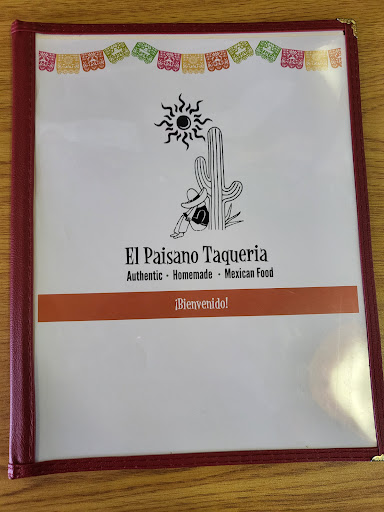 El Paisano Taqueria
Authentic • Homemade • Mexican Food
¡Bienvenido!